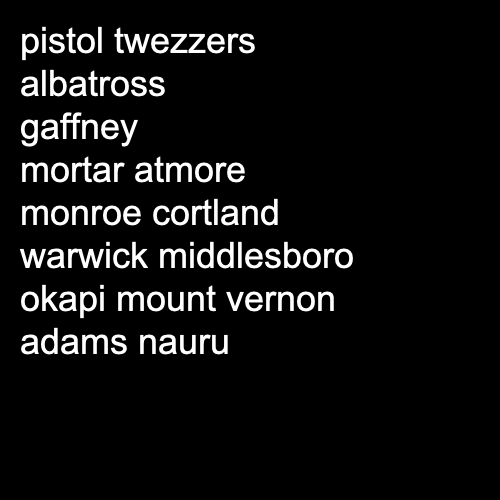 pistol twezzers
albatross
gaffney
mortar atmore
monroe cortland
warwick middlesboro
okapi mount vernon
adams nauru